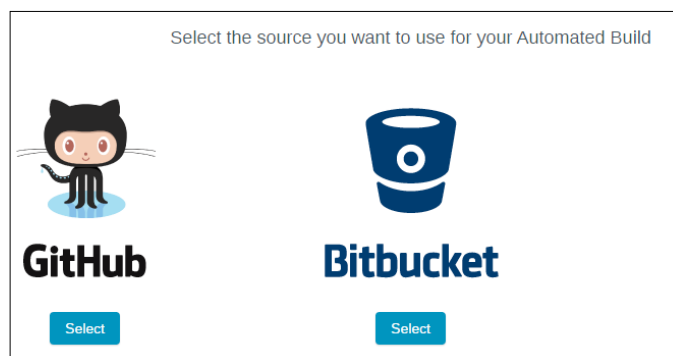 Select the source you want to use for your Automated Build
GitHub
Bitbucket
Select
Select